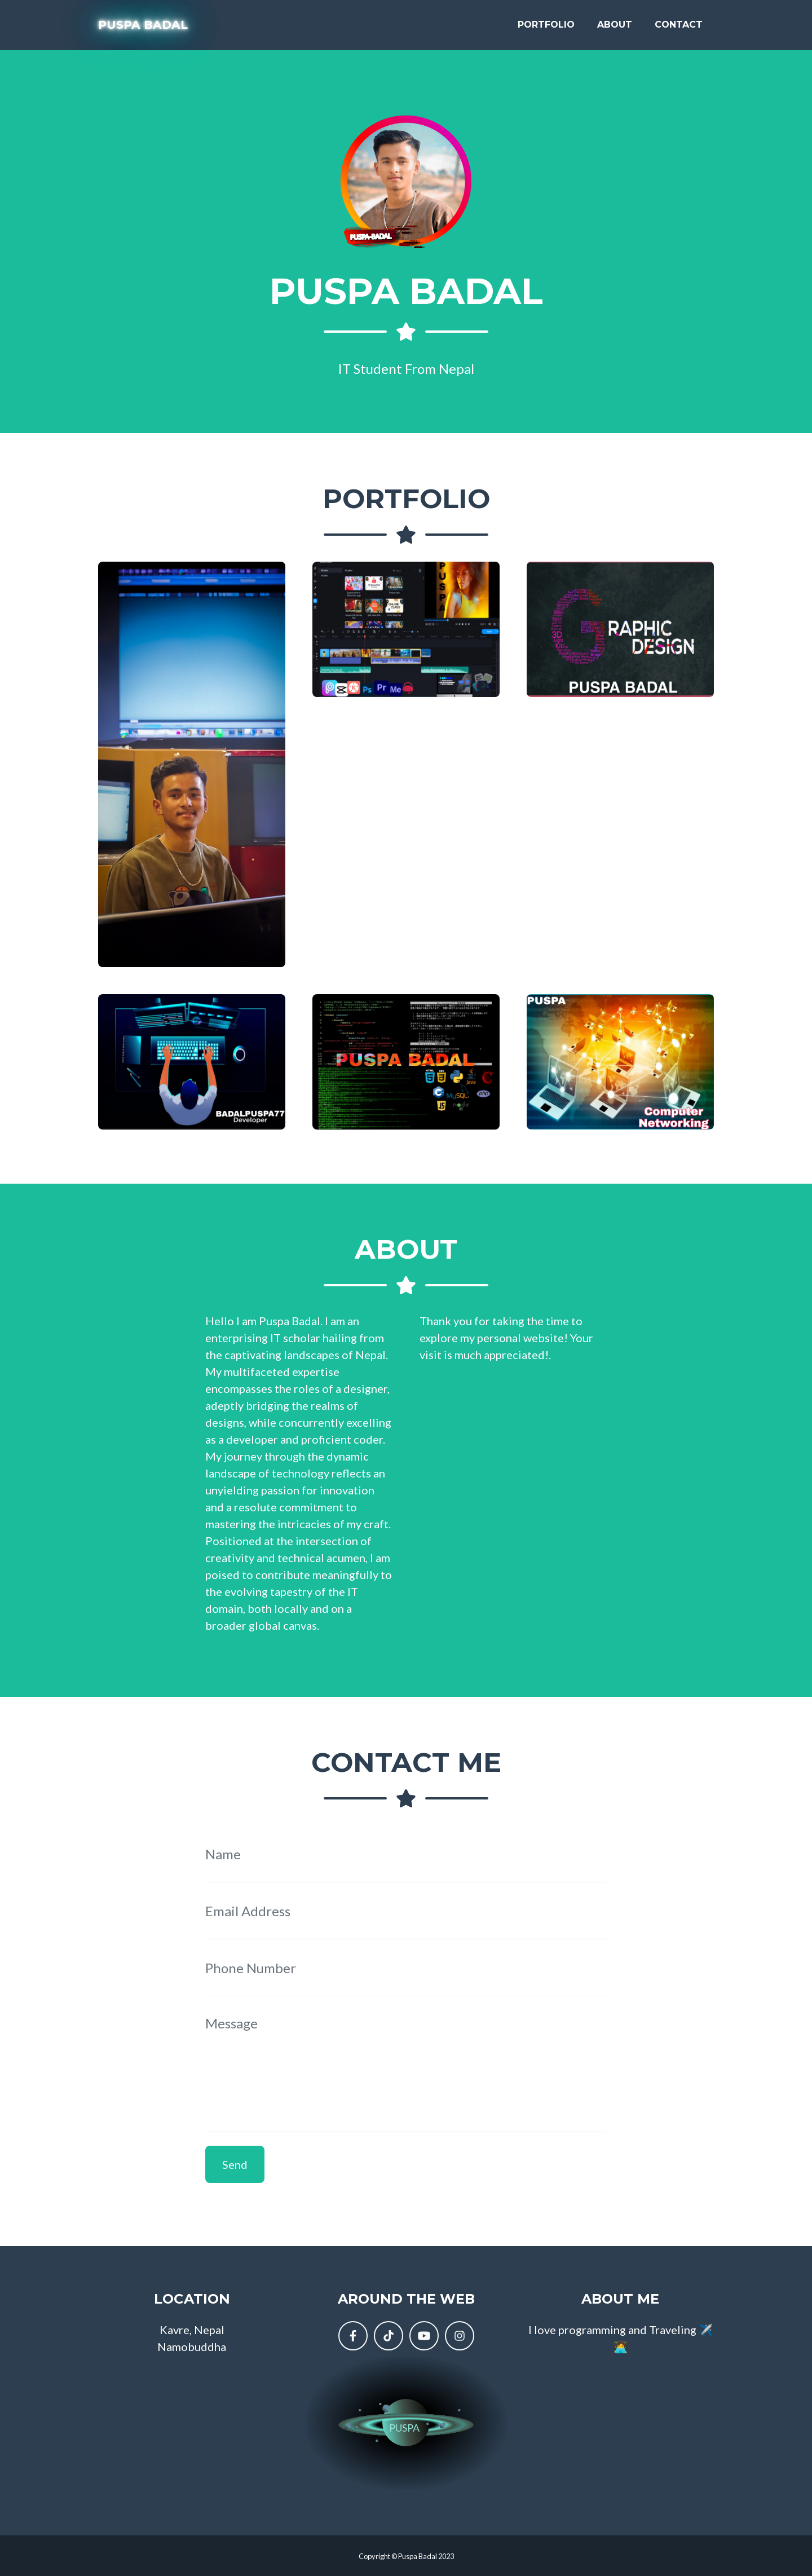 PUSPA BADAL
PORTFOLIO
ABOUT
CONTACT
PUSPA-BADAL
PUSPA BADAL
IT Student From Nepal
PORTFOLIO
PUSPA
Ps
Pr
Me
GRAPHIC
DESIGN
3D
PUSPA BADAL
BADALPUSPA77
Developer
PUSPA BADAL
MySQL
php
PUSPA
Computer
Networking
ABOUT
Hello I am Puspa Badal. I am an
enterprising IT scholar hailing from
the captivating landscapes of Nepal.
My multifaceted expertise
encompasses the roles of a designer,
adeptly bridging the realms of
designs, while concurrently excelling
as a developer and proficient coder.
My journey through the dynamic
landscape of technology reflects an
unyielding passion for innovation
and a resolute commitment to
mastering the intricacies of my craft.
Positioned at the intersection of
creativity and technical acumen, I am
poised to contribute meaningfully to
the evolving tapestry of the IT
domain, both locally and on a
broader global canvas.
Thank you for taking the time to
explore my personal website! Your
visit is much appreciated!.
CONTACT ME
Name
Email Address
Phone Number
Message
Send
LOCATION
Kavre, Nepal
Namobuddha
AROUND THE WEB
PUSPA
ABOUT ME
I love programming and Traveling ✈️
🧑‍💻
Copyright © Puspa Badal 2023